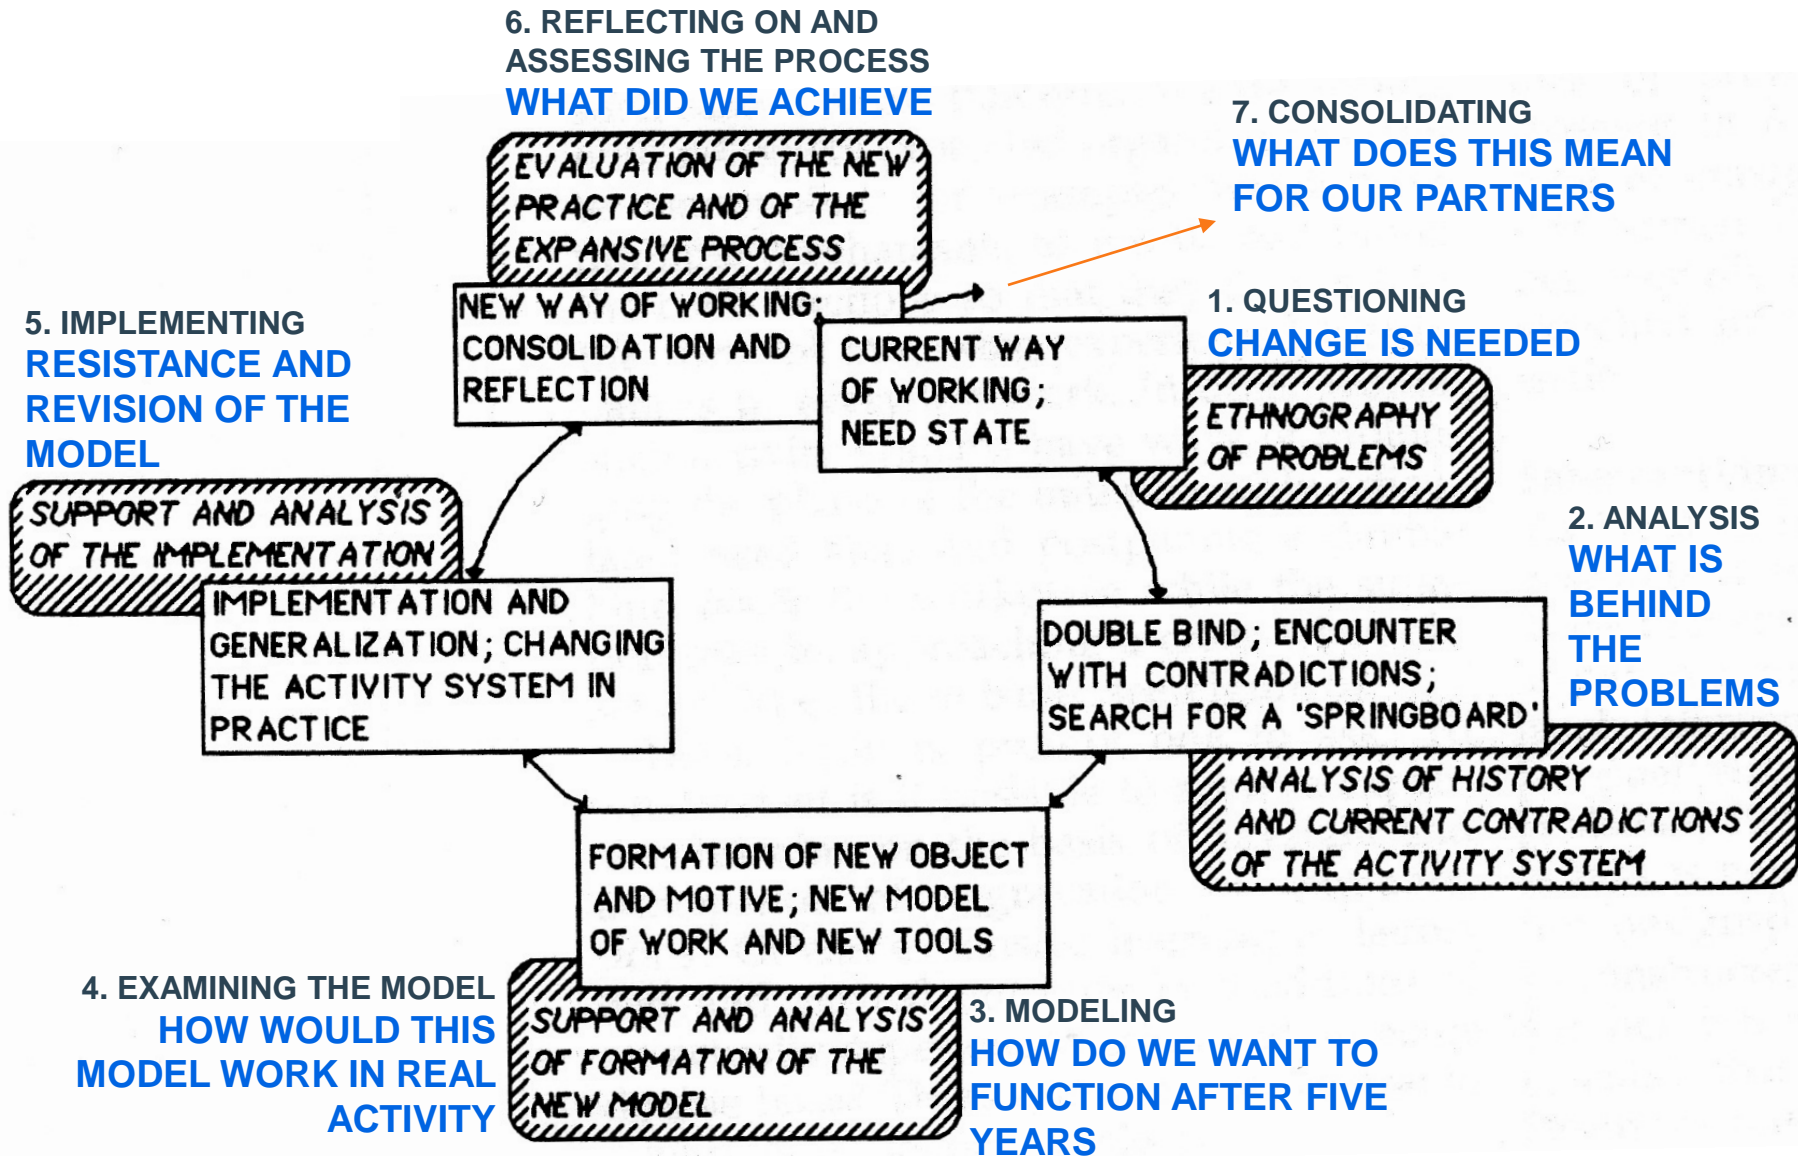 6. REFLECTING ON AND
ASSESSING THE PROCESS
WHAT DID WE ACHIEVE
EVALUATION OF THE NEW
PRACTICE AND OF THE
EXPANSIVE PROCESS
7. CONSOLIDATING
WHAT DOES THIS MEAN
FOR OUR PARTNERS
NEW WAY OF WORKING;
CONSOLIDATION AND
REFLECTION
1. QUESTIONING
CHANGE IS NEEDED
CURRENT WAY
OF WORKING;
NEED STATE
ETHNOGRAPHY
OF PROBLEMS
5. IMPLEMENTING
RESISTANCE AND
REVISION OF THE
MODEL
SUPPORT AND ANALYSIS
OF THE IMPLEMENTATION
IMPLEMENTATION AND
GENERALIZATION; CHANGING
THE ACTIVITY SYSTEM IN
PRACTICE
2. ANALYSIS
WHAT IS
BEHIND
THE
PROBLEMS
DOUBLE BIND; ENCOUNTER
WITH CONTRADICTIONS;
SEARCH FOR A 'SPRINGBOARD'
ANALYSIS OF HISTORY
AND CURRENT CONTRADICTIONS
OF THE ACTIVITY SYSTEM
FORMATION OF NEW OBJECT
AND MOTIVE; NEW MODEL
OF WORK AND NEW TOOLS
4. EXAMINING THE MODEL
HOW WOULD THIS
MODEL WORK IN REAL
ACTIVITY
SUPPORT AND ANALYSIS
OF FORMATION OF THE
NEW MODEL
3. MODELING
HOW DO WE WANT TO
FUNCTION AFTER FIVE
YEARS